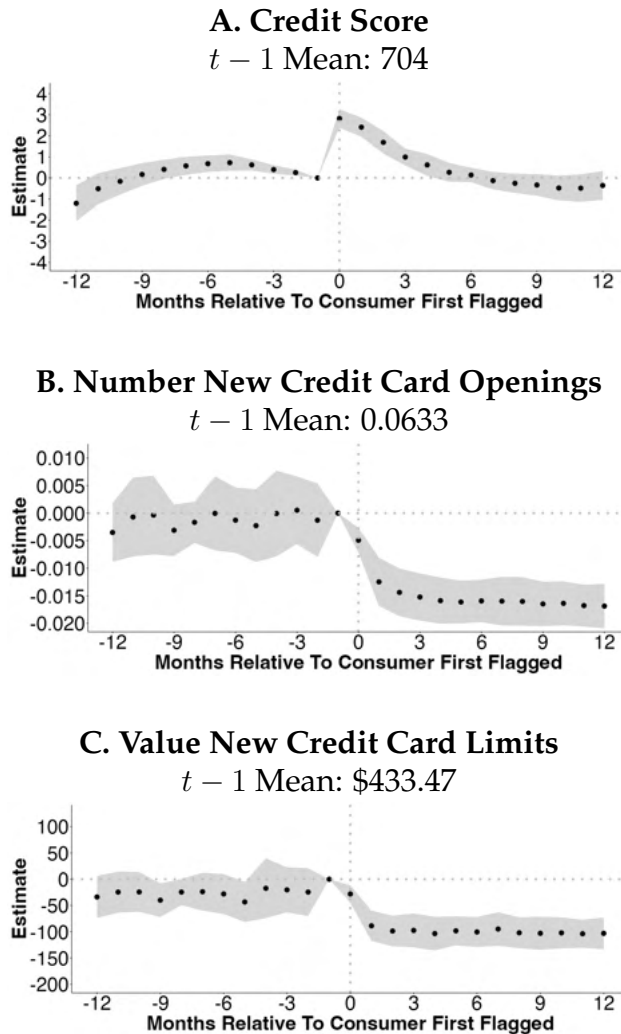 A. Credit Score
t − 1 Mean: 704
4
3
2
1
0
-1
-2
-3
-4
Estimate
-12 -9 -6 -3 0 3 6 9 12
Months Relative To Consumer First Flagged
B. Number New Credit Card Openings
t − 1 Mean: 0.0633
0.010
0.005
0.000
-0.005
-0.010
-0.015
-0.020
Estimate
-12 -9 -6 -3 0 3 6 9 12
Months Relative To Consumer First Flagged
C. Value New Credit Card Limits
t − 1 Mean: $433.47
100
50
0
-50
-100
-150
-200
Estimate
-12 -9 -6 -3 0 3 6 9 12
Months Relative To Consumer First Flagged